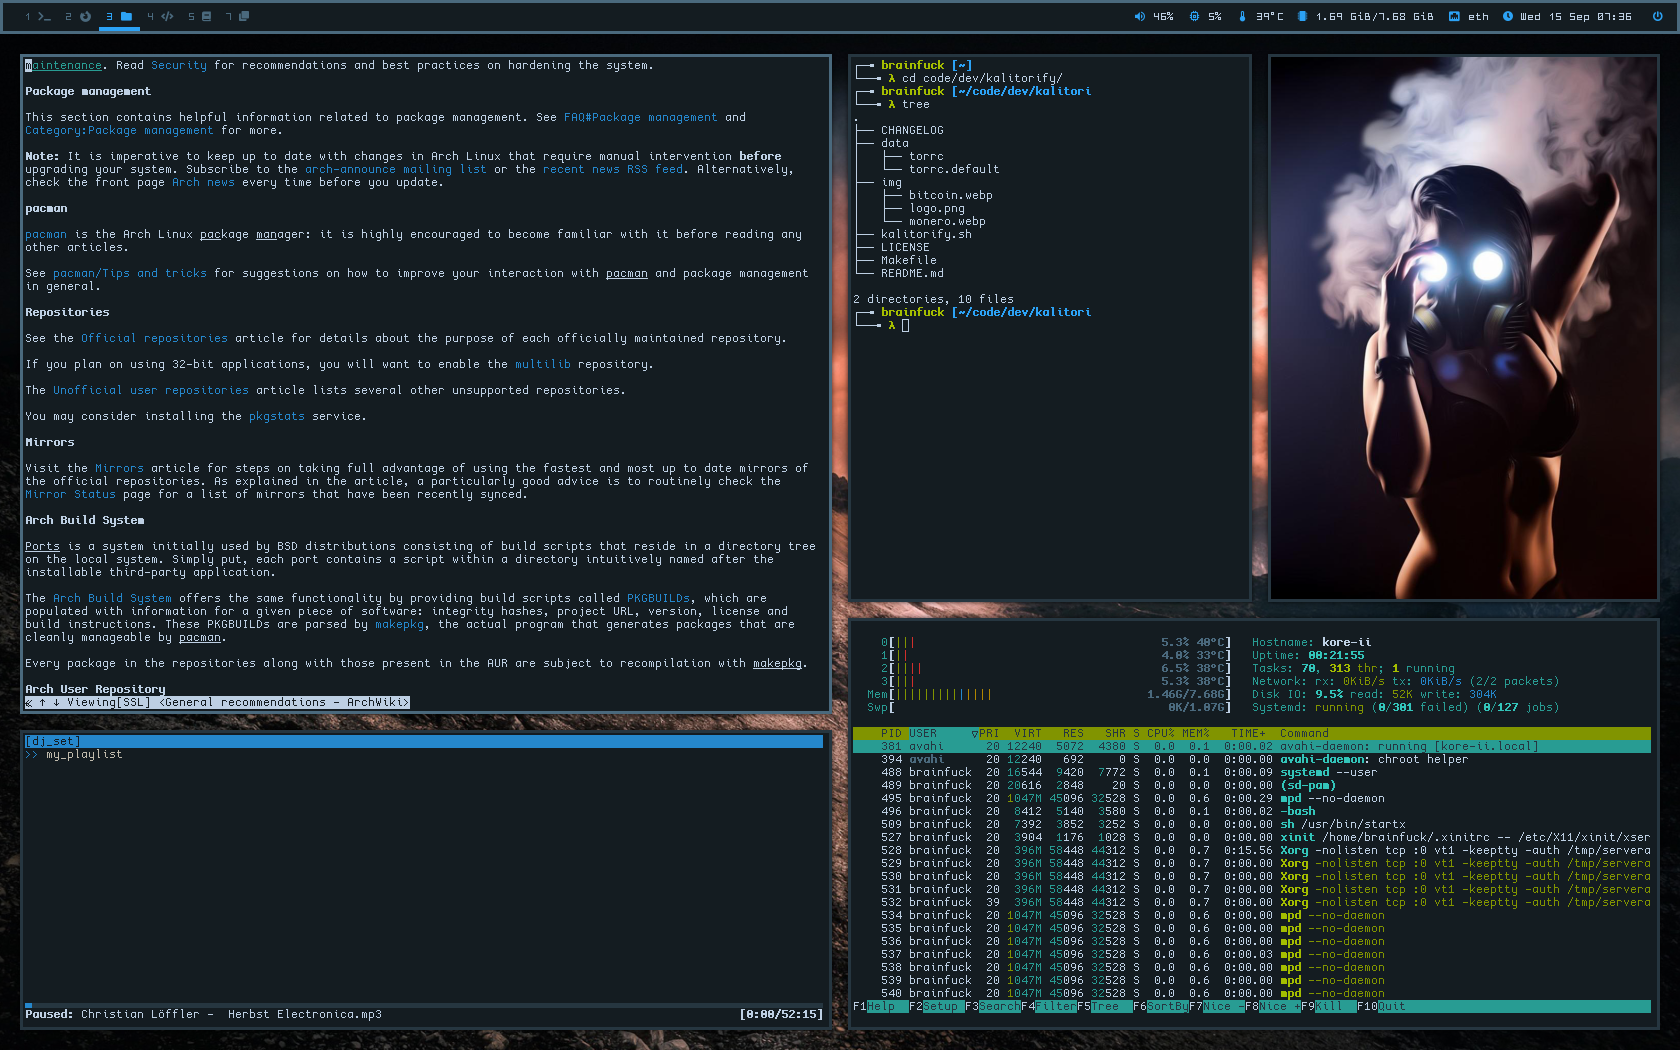 1 2 3 4 5 7
46% 5% 39°C 1.69 GiB/7.68 GiB eth Wed 15 Sep 07:36
maintenance. Read Security for recommendations and best practices on hardening the system.
Package management
This section contains helpful information related to package management. See FAQ#Package management and
Category:Package management for more.
Note: It is imperative to keep up to date with changes in Arch Linux that require manual intervention before
upgrading your system. Subscribe to the arch-announce mailing list or the recent news RSS feed. Alternatively,
check the front page Arch news every time before you update.
pacman
pacman is the Arch Linux package manager: it is highly encouraged to become familiar with it before reading any
other articles.
See pacman/Tips and tricks for suggestions on how to improve your interaction with pacman and package management
in general.
Repositories
See the Official repositories article for details about the purpose of each officially maintained repository.
If you plan on using 32-bit applications, you will want to enable the multilib repository.
The Unofficial user repositories article lists several other unsupported repositories.
You may consider installing the pkgstats service.
Mirrors
Visit the Mirrors article for steps on taking full advantage of using the fastest and most up to date mirrors of
the official repositories. As explained in the article, a particularly good advice is to routinely check the
Mirror Status page for a list of mirrors that have been recently synced.
Arch Build System
Ports is a system initially used by BSD distributions consisting of build scripts that reside in a directory tree
on the local system. Simply put, each port contains a script within a directory intuitively named after the
installable third-party application.
The Arch Build System offers the same functionality by providing build scripts called PKGBUILDs, which are
populated with information for a given piece of software: integrity hashes, project URL, version, license and
build instructions. These PKGBUILDs are parsed by makepkg, the actual program that generates packages that are
cleanly manageable by pacman.
Every package in the repositories along with those present in the AUR are subject to recompilation with makepkg.
Arch User Repository
≪ ↑ ↓ Viewing[SSL] <General recommendations - ArchWiki>
brainfuck [~]
λ cd code/dev/kalitorify/
brainfuck [~/code/dev/kalitori
λ tree
.
├── CHANGELOG
├── data
│   ├── torrc
│   └── torrc.default
├── img
│   ├── bitcoin.webp
│   ├── logo.png
│   └── monero.webp
├── kalitorify.sh
├── LICENSE
├── Makefile
└── README.md
2 directories, 10 files
brainfuck [~/code/dev/kalitori
λ
[dj_set]
>> my_playlist
Paused: Christian Löffler - Herbst Electronica.mp3 [0:00/52:15]
0[||| 5.3% 40°C]
1[|| 4.0% 33°C]
2[|||| 6.5% 38°C]
3[||| 5.3% 38°C]
Mem[|||||||||||||| 1.46G/7.68G]
Swp[ 0K/1.07G]
Hostname: kore-ii
Uptime: 00:21:55
Tasks: 70, 313 thr; 1 running
Network: rx: 0KiB/s tx: 0KiB/s (2/2 packets)
Disk IO: 9.5% read: 52K write: 304K
Systemd: running (0/301 failed) (0/127 jobs)
PID USER ▽PRI VIRT RES SHR S CPU% MEM% TIME+ Command
381 avahi 20 12240 5072 4380 S 0.0 0.1 0:00.02 avahi-daemon: running [kore-ii.local]
394 avahi 20 12240 692 0 S 0.0 0.0 0:00.00 avahi-daemon: chroot helper
488 brainfuck 20 16544 9420 7772 S 0.0 0.1 0:00.09 systemd --user
489 brainfuck 20 20616 2848 20 S 0.0 0.0 0:00.00 (sd-pam)
495 brainfuck 20 1047M 45096 32528 S 0.0 0.6 0:00.29 mpd --no-daemon
496 brainfuck 20 8412 5140 3580 S 0.0 0.1 0:00.02 -bash
509 brainfuck 20 7392 3852 3252 S 0.0 0.0 0:00.00 sh /usr/bin/startx
527 brainfuck 20 3904 1176 1028 S 0.0 0.0 0:00.00 xinit /home/brainfuck/.xinitrc -- /etc/X11/xinit/xser
528 brainfuck 20 396M 58448 44312 S 0.0 0.7 0:15.56 Xorg -nolisten tcp :0 vt1 -keeptty -auth /tmp/servera
529 brainfuck 20 396M 58448 44312 S 0.0 0.7 0:00.00 Xorg -nolisten tcp :0 vt1 -keeptty -auth /tmp/servera
530 brainfuck 20 396M 58448 44312 S 0.0 0.7 0:00.00 Xorg -nolisten tcp :0 vt1 -keeptty -auth /tmp/servera
531 brainfuck 20 396M 58448 44312 S 0.0 0.7 0:00.00 Xorg -nolisten tcp :0 vt1 -keeptty -auth /tmp/servera
532 brainfuck 39 396M 58448 44312 S 0.0 0.7 0:00.00 Xorg -nolisten tcp :0 vt1 -keeptty -auth /tmp/servera
534 brainfuck 20 1047M 45096 32528 S 0.0 0.6 0:00.00 mpd --no-daemon
535 brainfuck 20 1047M 45096 32528 S 0.0 0.6 0:00.00 mpd --no-daemon
536 brainfuck 20 1047M 45096 32528 S 0.0 0.6 0:00.00 mpd --no-daemon
537 brainfuck 20 1047M 45096 32528 S 0.0 0.6 0:00.03 mpd --no-daemon
538 brainfuck 20 1047M 45096 32528 S 0.0 0.6 0:00.00 mpd --no-daemon
539 brainfuck 20 1047M 45096 32528 S 0.0 0.6 0:00.00 mpd --no-daemon
540 brainfuck 20 1047M 45096 32528 S 0.0 0.6 0:00.00 mpd --no-daemon
F1Help F2Setup F3SearchF4FilterF5Tree F6SortByF7Nice -F8Nice +F9Kill F10Quit